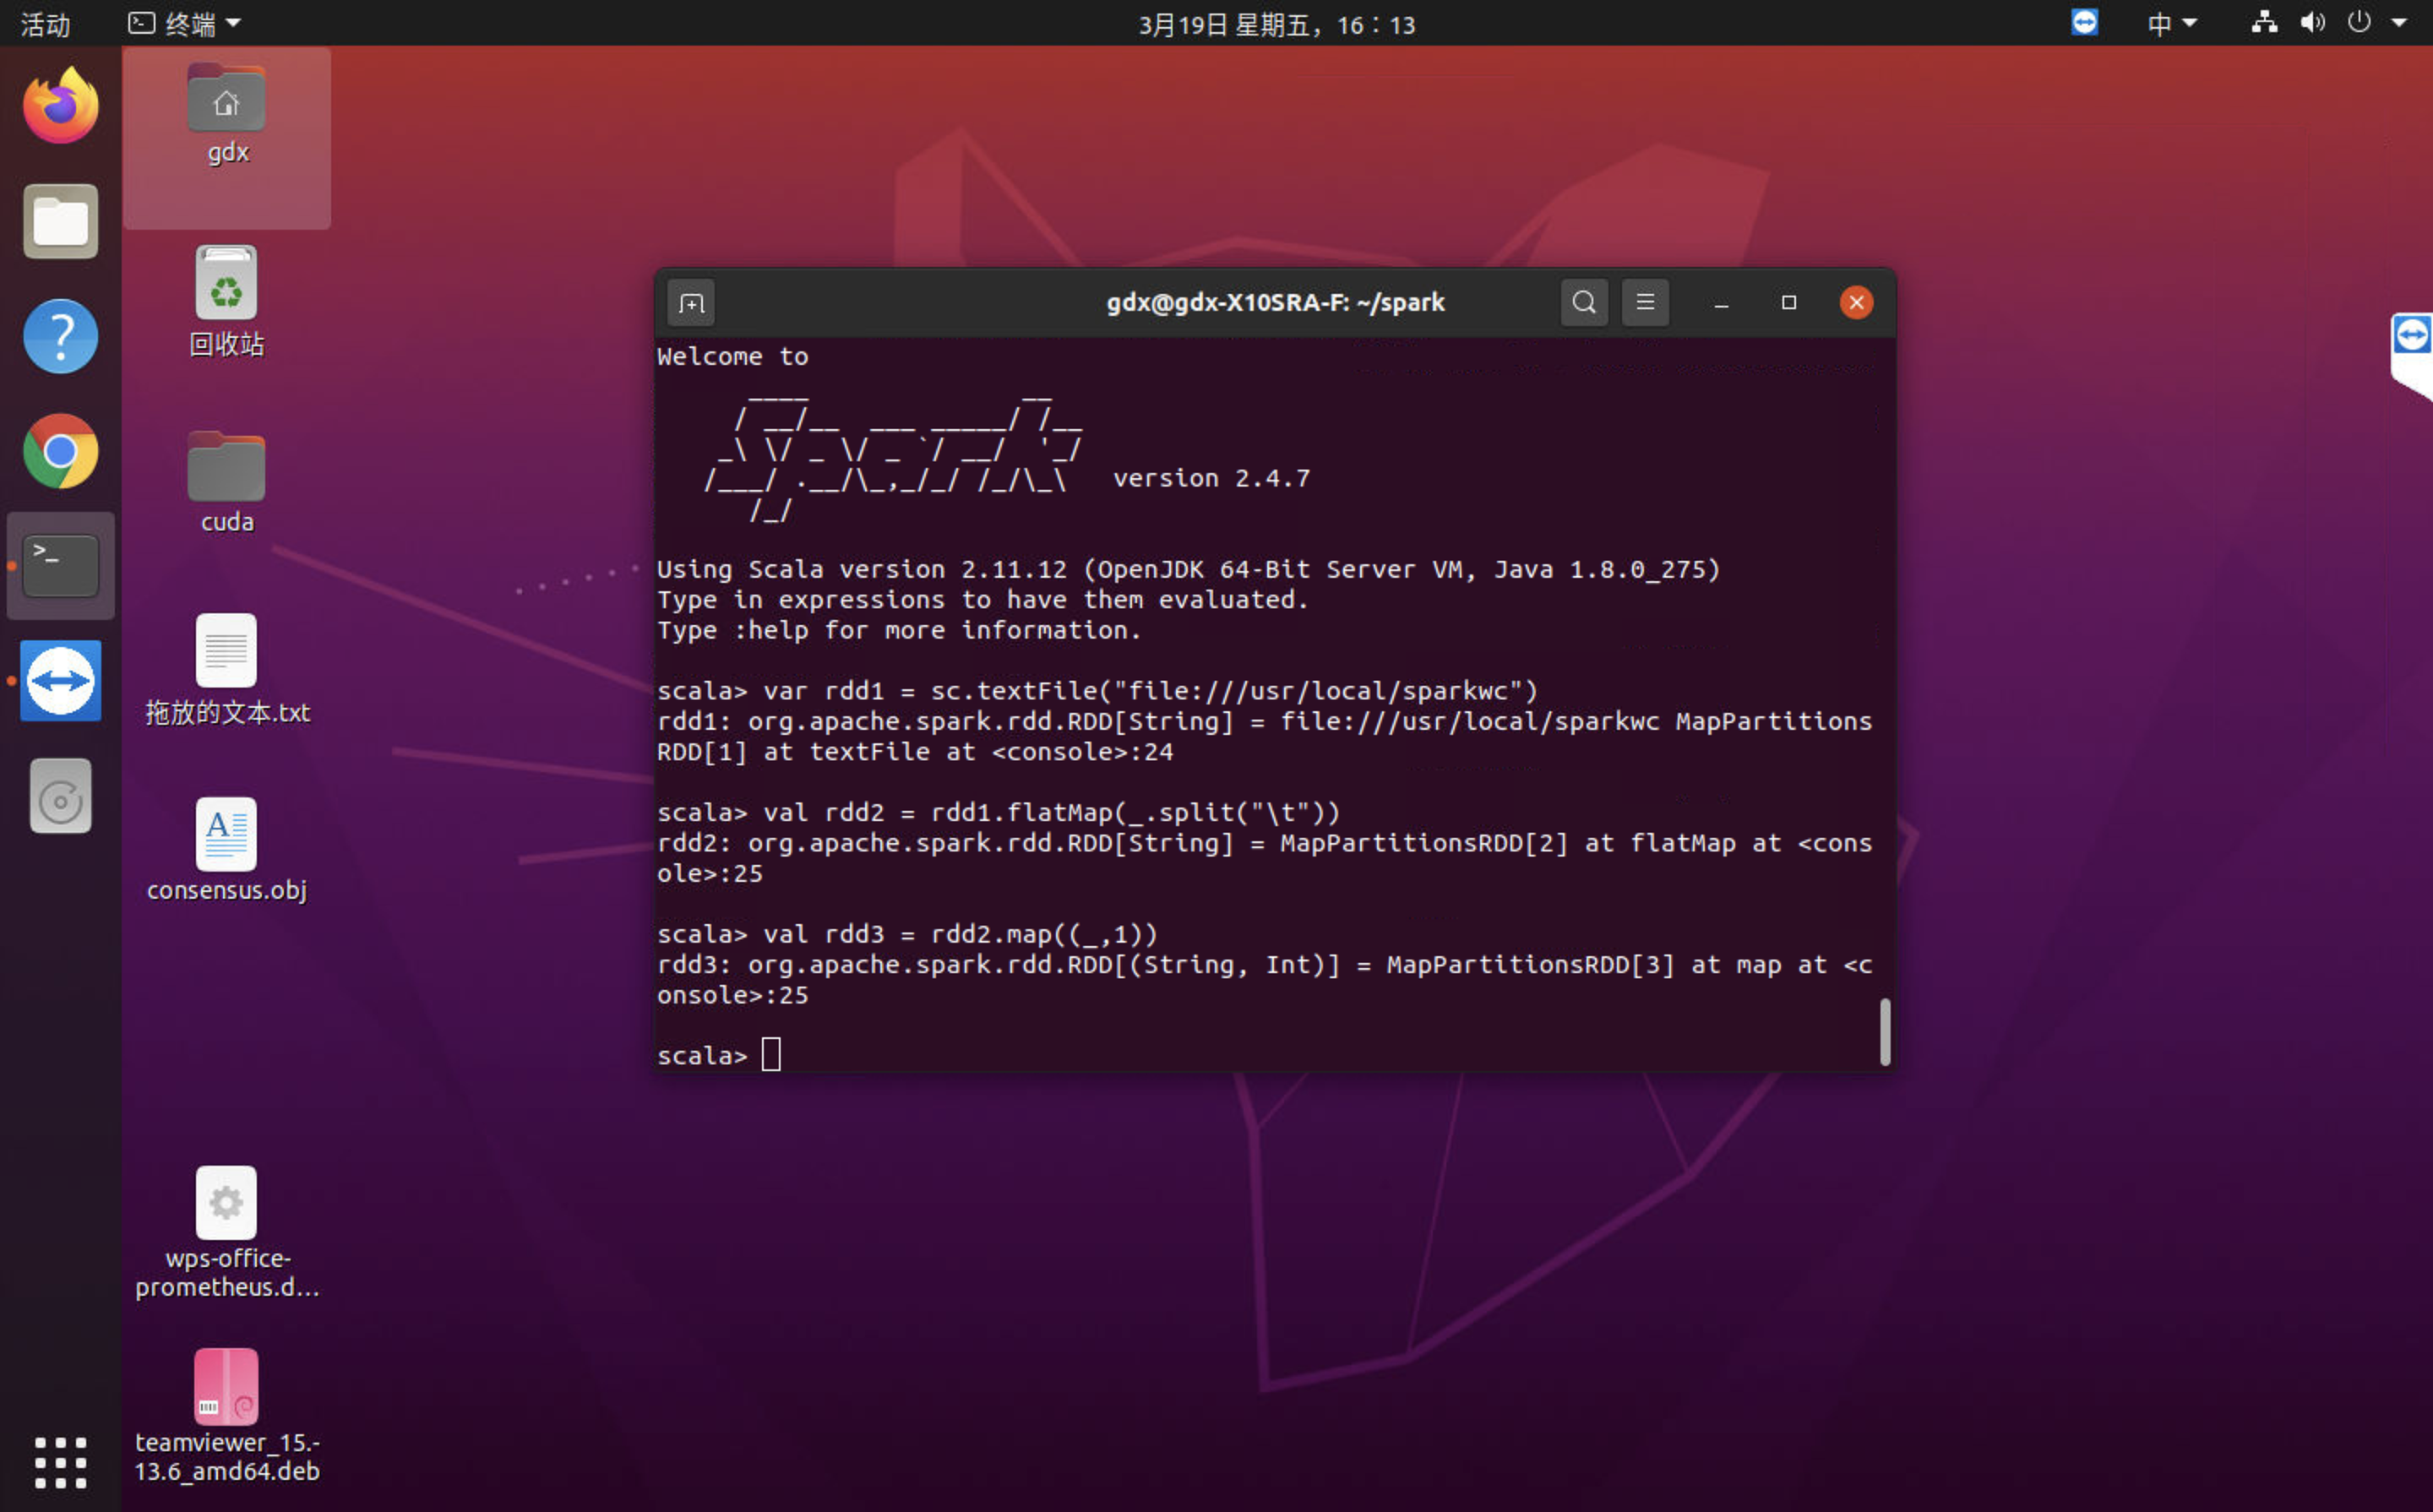 活动
终端
3月19日 星期五, 16：13
中
gdx
回收站
cuda
拖放的文本.txt
consensus.obj
wps-office-
prometheus.d...
teamviewer_15.-
13.6_amd64.deb
gdx@gdx-X10SRA-F: ~/spark
Welcome to
      ____              __
     / __/__  ___ _____/ /__
    _\ \/ _ \/ _ `/ __/  '_/
   /___/ .__/\_,_/_/ /_/\_\   version 2.4.7
      /_/
Using Scala version 2.11.12 (OpenJDK 64-Bit Server VM, Java 1.8.0_275)
Type in expressions to have them evaluated.
Type :help for more information.
scala> var rdd1 = sc.textFile("file:///usr/local/sparkwc")
rdd1: org.apache.spark.rdd.RDD[String] = file:///usr/local/sparkwc MapPartitions
RDD[1] at textFile at <console>:24
scala> val rdd2 = rdd1.flatMap(_.split("\t"))
rdd2: org.apache.spark.rdd.RDD[String] = MapPartitionsRDD[2] at flatMap at <cons
ole>:25
scala> val rdd3 = rdd2.map((_,1))
rdd3: org.apache.spark.rdd.RDD[(String, Int)] = MapPartitionsRDD[3] at map at <c
onsole>:25
scala>